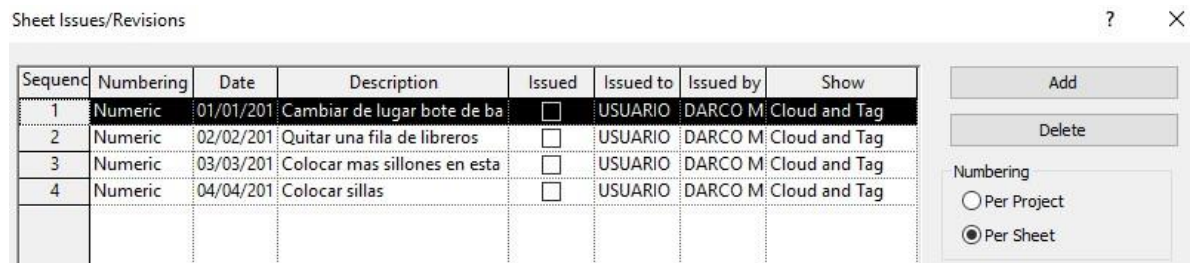 Sheet Issues/Revisions ? X
Sequenc Numbering Date Description Issued Issued to Issued by Show
1 Numeric 01/01/201 Cambiar de lugar bote de ba USUARIO DARCO M Cloud and Tag
2 Numeric 02/02/201 Quitar una fila de libreros USUARIO DARCO M Cloud and Tag
3 Numeric 03/03/201 Colocar mas sillones en esta USUARIO DARCO M Cloud and Tag
4 Numeric 04/04/201 Colocar sillas USUARIO DARCO M Cloud and Tag
Add
Delete
Numbering
Per Project
Per Sheet